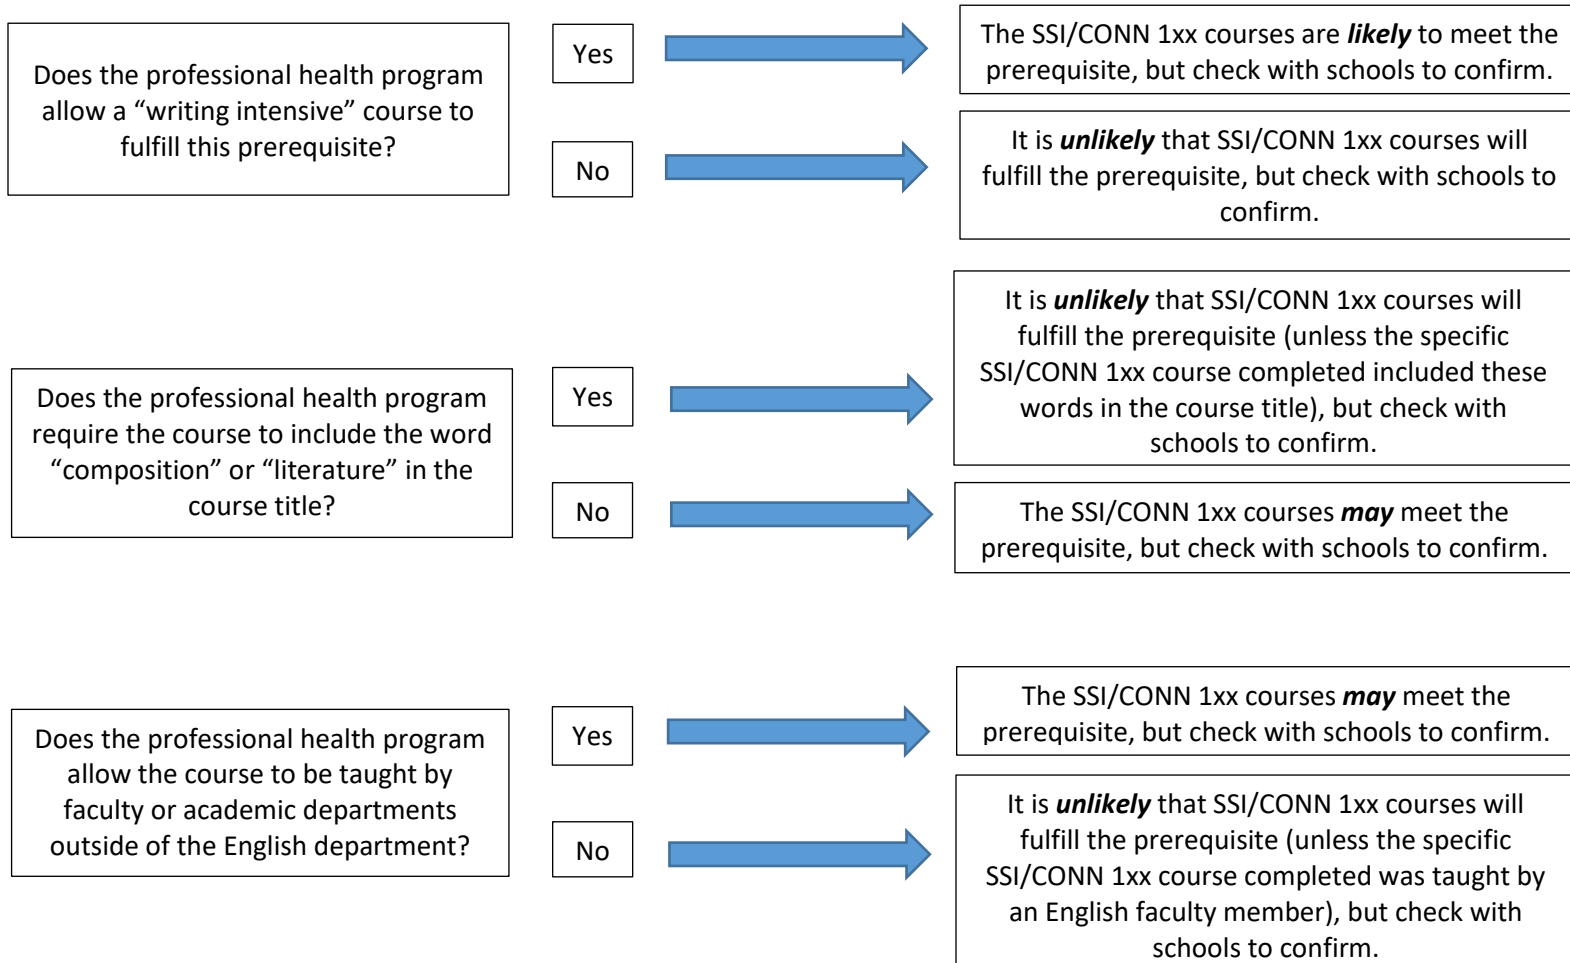 Does the professional health program
allow a “writing intensive” course to
fulfill this prerequisite?
Yes
The SSI/CONN 1xx courses are likely to meet the
prerequisite, but check with schools to confirm.
No
It is unlikely that SSI/CONN 1xx courses will
fulfill the prerequisite, but check with schools to
confirm.
Does the professional health program
require the course to include the word
“composition” or “literature” in the
course title?
Yes
It is unlikely that SSI/CONN 1xx courses will
fulfill the prerequisite (unless the specific
SSI/CONN 1xx course completed included these
words in the course title), but check with
schools to confirm.
No
The SSI/CONN 1xx courses may meet the
prerequisite, but check with schools to confirm.
Does the professional health program
allow the course to be taught by
faculty or academic departments
outside of the English department?
Yes
The SSI/CONN 1xx courses may meet the
prerequisite, but check with schools to confirm.
No
It is unlikely that SSI/CONN 1xx courses will
fulfill the prerequisite (unless the specific
SSI/CONN 1xx course completed was taught by
an English faculty member), but check with
schools to confirm.